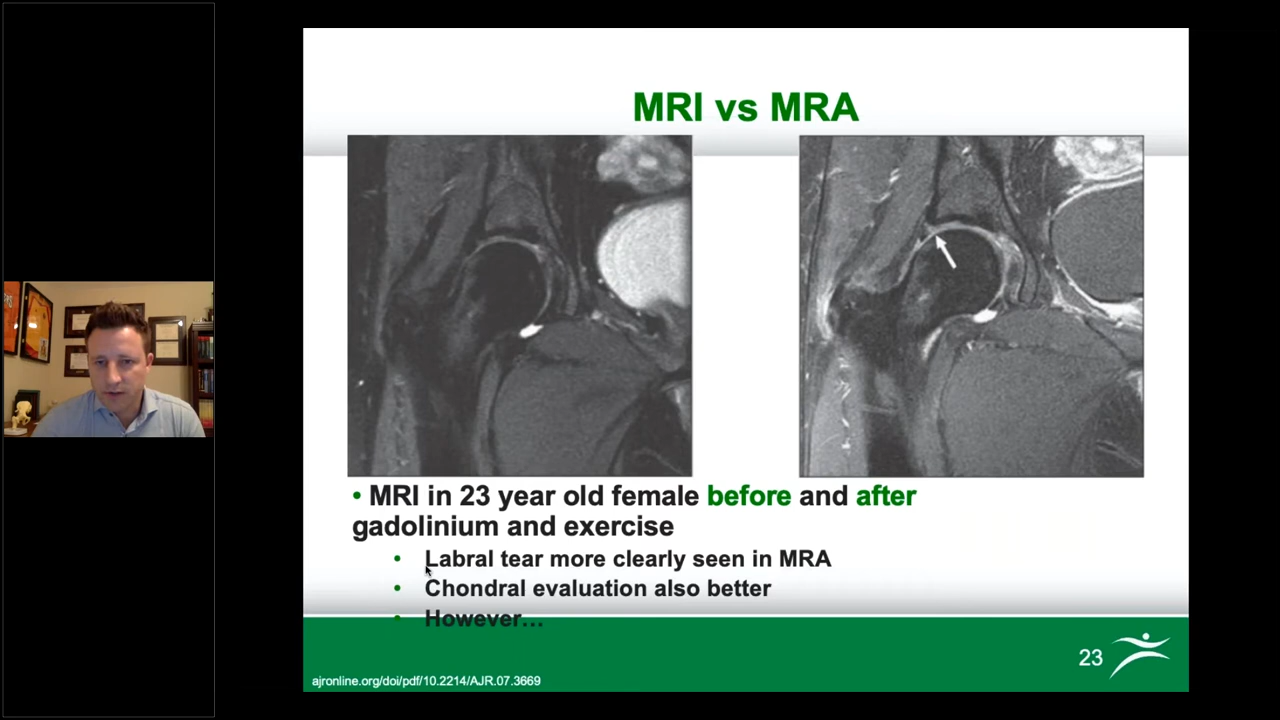 MRI vs MRA
• MRI in 23 year old female before and after
gadolinium and exercise
• Labral tear more clearly seen in MRA
• Chondral evaluation also better
• However…
23
ajronline.org/doi/pdf/10.2214/AJR.07.3669